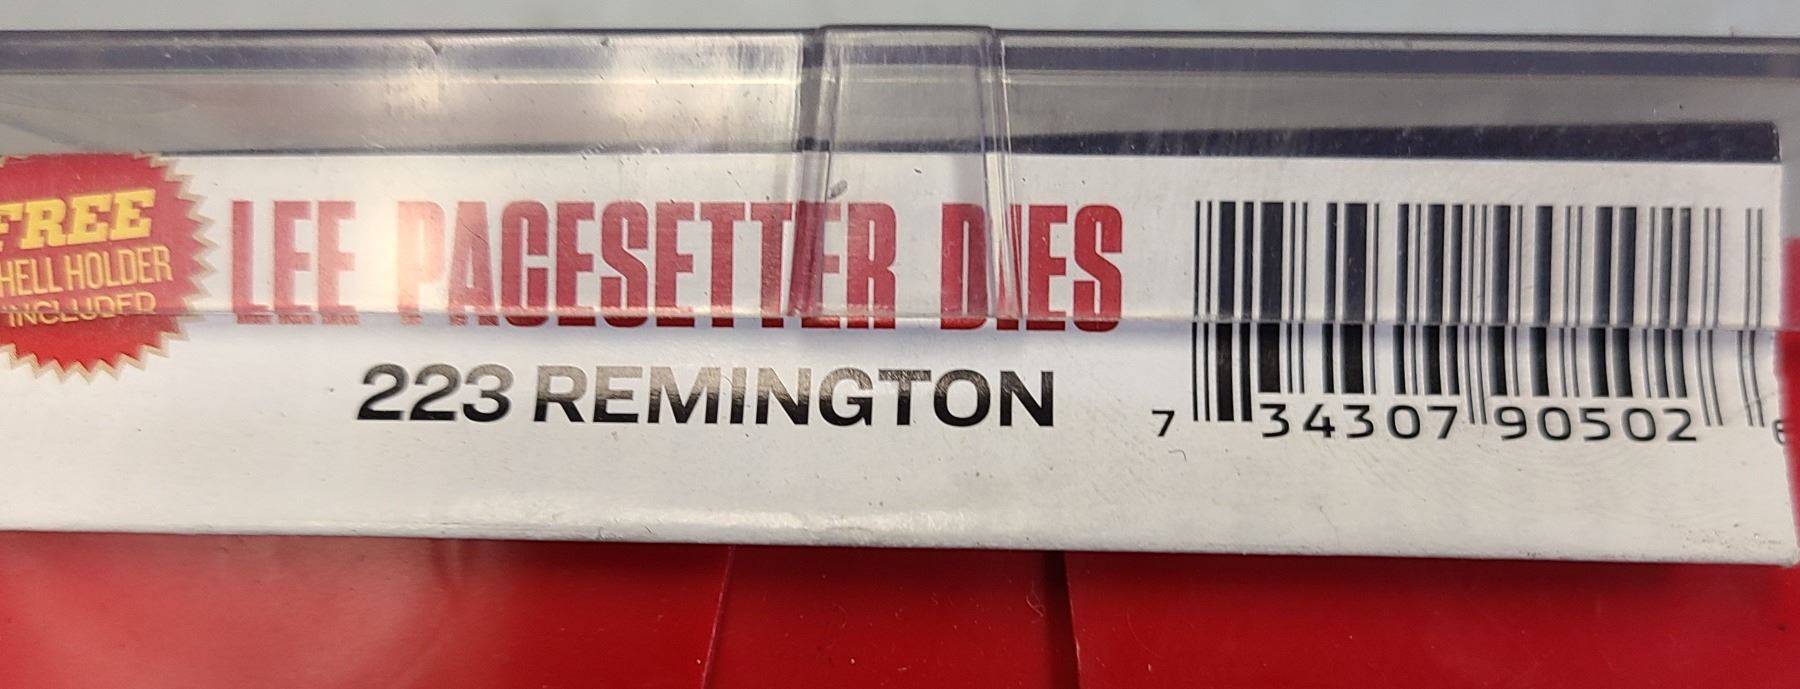 FREE
HELL HOLDER
INCLUDED
LEE PACESETTER DIES
223 REMINGTON
7 34307 90502